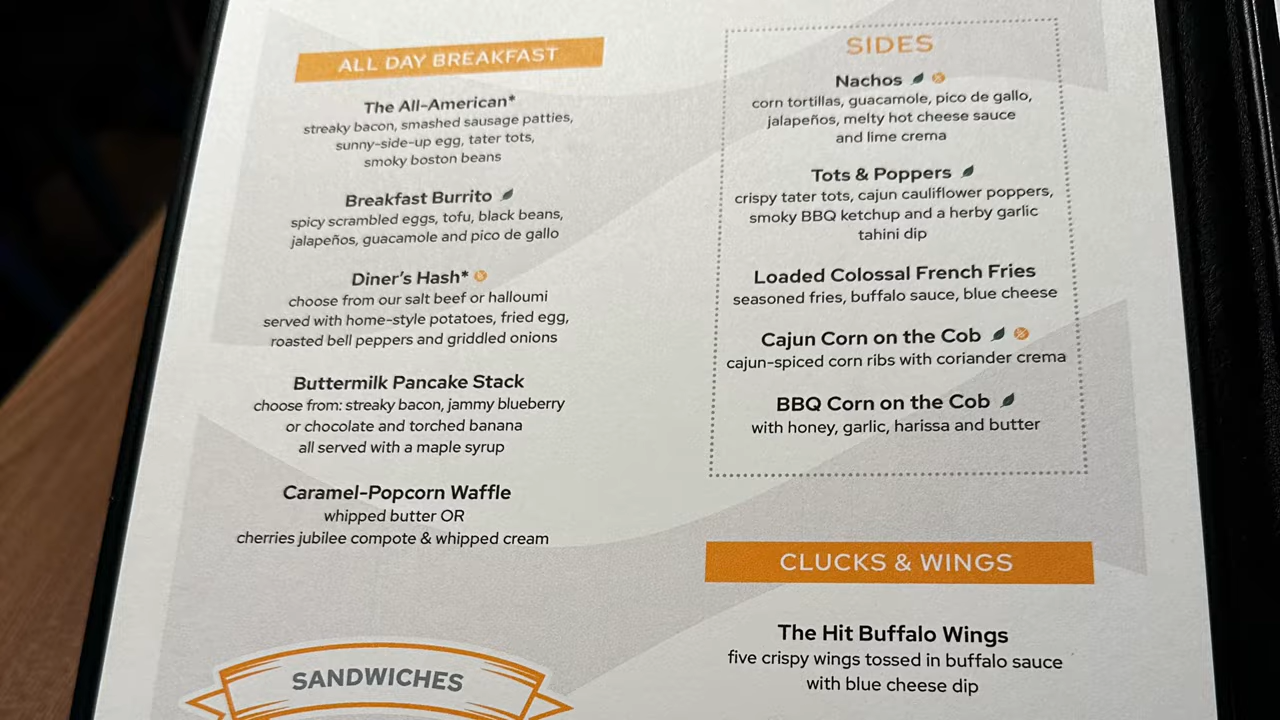 ALL DAY BREAKFAST
The All-American*
streaky bacon, smashed sausage patties,
sunny-side-up egg, tater tots,
smoky boston beans
Breakfast Burrito
spicy scrambled eggs, tofu, black beans,
jalapeños, guacamole and pico de gallo
Diner's Hash*
choose from our salt beef or halloumi
served with home-style potatoes, fried egg,
roasted bell peppers and griddled onions
Buttermilk Pancake Stack
choose from: streaky bacon, jammy blueberry
or chocolate and torched banana
all served with a maple syrup
Caramel-Popcorn Waffle
whipped butter OR
cherries jubilee compote & whipped cream
SANDWICHES
SIDES
Nachos
corn tortillas, guacamole, pico de gallo,
jalapeños, melty hot cheese sauce
and lime crema
Tots & Poppers
crispy tater tots, cajun cauliflower poppers,
smoky BBQ ketchup and a herby garlic
tahini dip
Loaded Colossal French Fries
seasoned fries, buffalo sauce, blue cheese
Cajun Corn on the Cob
cajun-spiced corn ribs with coriander crema
BBQ Corn on the Cob
with honey, garlic, harissa and butter
CLUCKS & WINGS
The Hit Buffalo Wings
five crispy wings tossed in buffalo sauce
with blue cheese dip